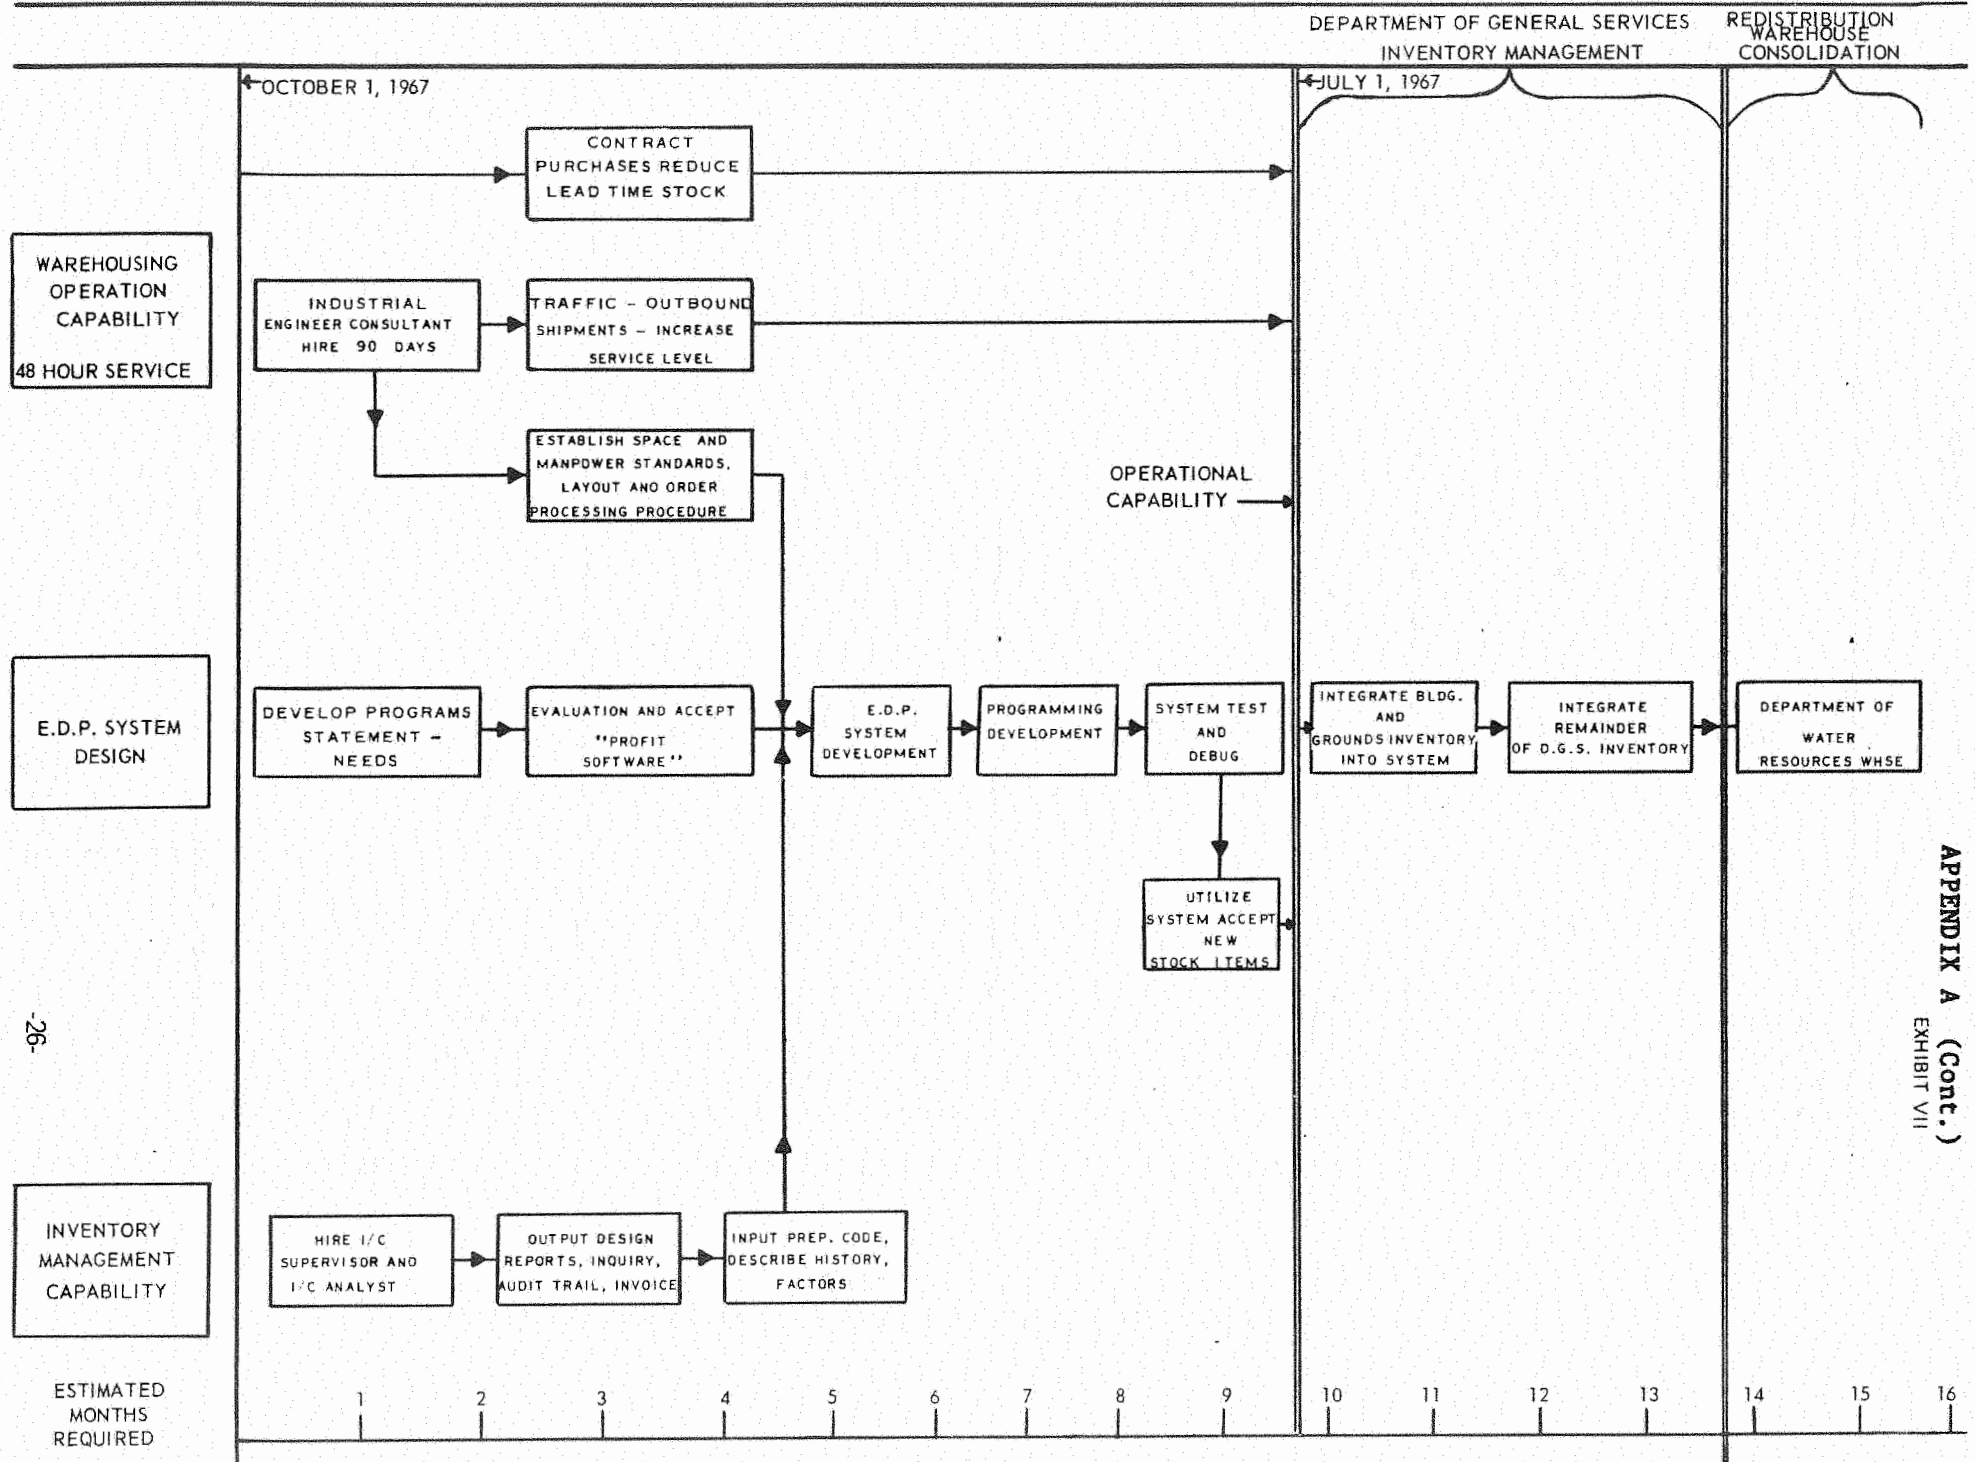 DEPARTMENT OF GENERAL SERVICES
INVENTORY MANAGEMENT
REDISTRIBUTION
WAREHOUSE
CONSOLIDATION
OCTOBER 1, 1967
JULY 1, 1967
CONTRACT
PURCHASES REDUCE
LEAD TIME STOCK
WAREHOUSING
OPERATION
CAPABILITY
48 HOUR SERVICE
INDUSTRIAL
ENGINEER CONSULTANT
HIRE 90 DAYS
TRAFFIC - OUTBOUND
SHIPMENTS - INCREASE
SERVICE LEVEL
ESTABLISH SPACE AND
MANPOWER STANDARDS,
LAYOUT AND ORDER
PROCESSING PROCEDURE
OPERATIONAL
CAPABILITY
E.D.P. SYSTEM
DESIGN
DEVELOP PROGRAMS
STATEMENT -
NEEDS
EVALUATION AND ACCEPT
"PROFIT
SOFTWARE"
E.D.P.
SYSTEM
DEVELOPMENT
PROGRAMMING
DEVELOPMENT
SYSTEM TEST
AND
DEBUG
INTEGRATE BLDG.
AND
GROUNDS INVENTORY
INTO SYSTEM
INTEGRATE
REMAINDER
OF D.G.S. INVENTORY
DEPARTMENT OF
WATER
RESOURCES WHSE
UTILIZE
SYSTEM ACCEPT
NEW
STOCK ITEMS
INVENTORY
MANAGEMENT
CAPABILITY
HIRE I/C
SUPERVISOR AND
I/C ANALYST
OUTPUT DESIGN
REPORTS, INQUIRY,
AUDIT TRAIL, INVOICE
INPUT PREP. CODE,
DESCRIBE HISTORY,
FACTORS
ESTIMATED
MONTHS
REQUIRED
1 2 3 4 5 6 7 8 9 10 11 12 13 14 15 16
-26-
APPENDIX A (Cont.)
EXHIBIT VII